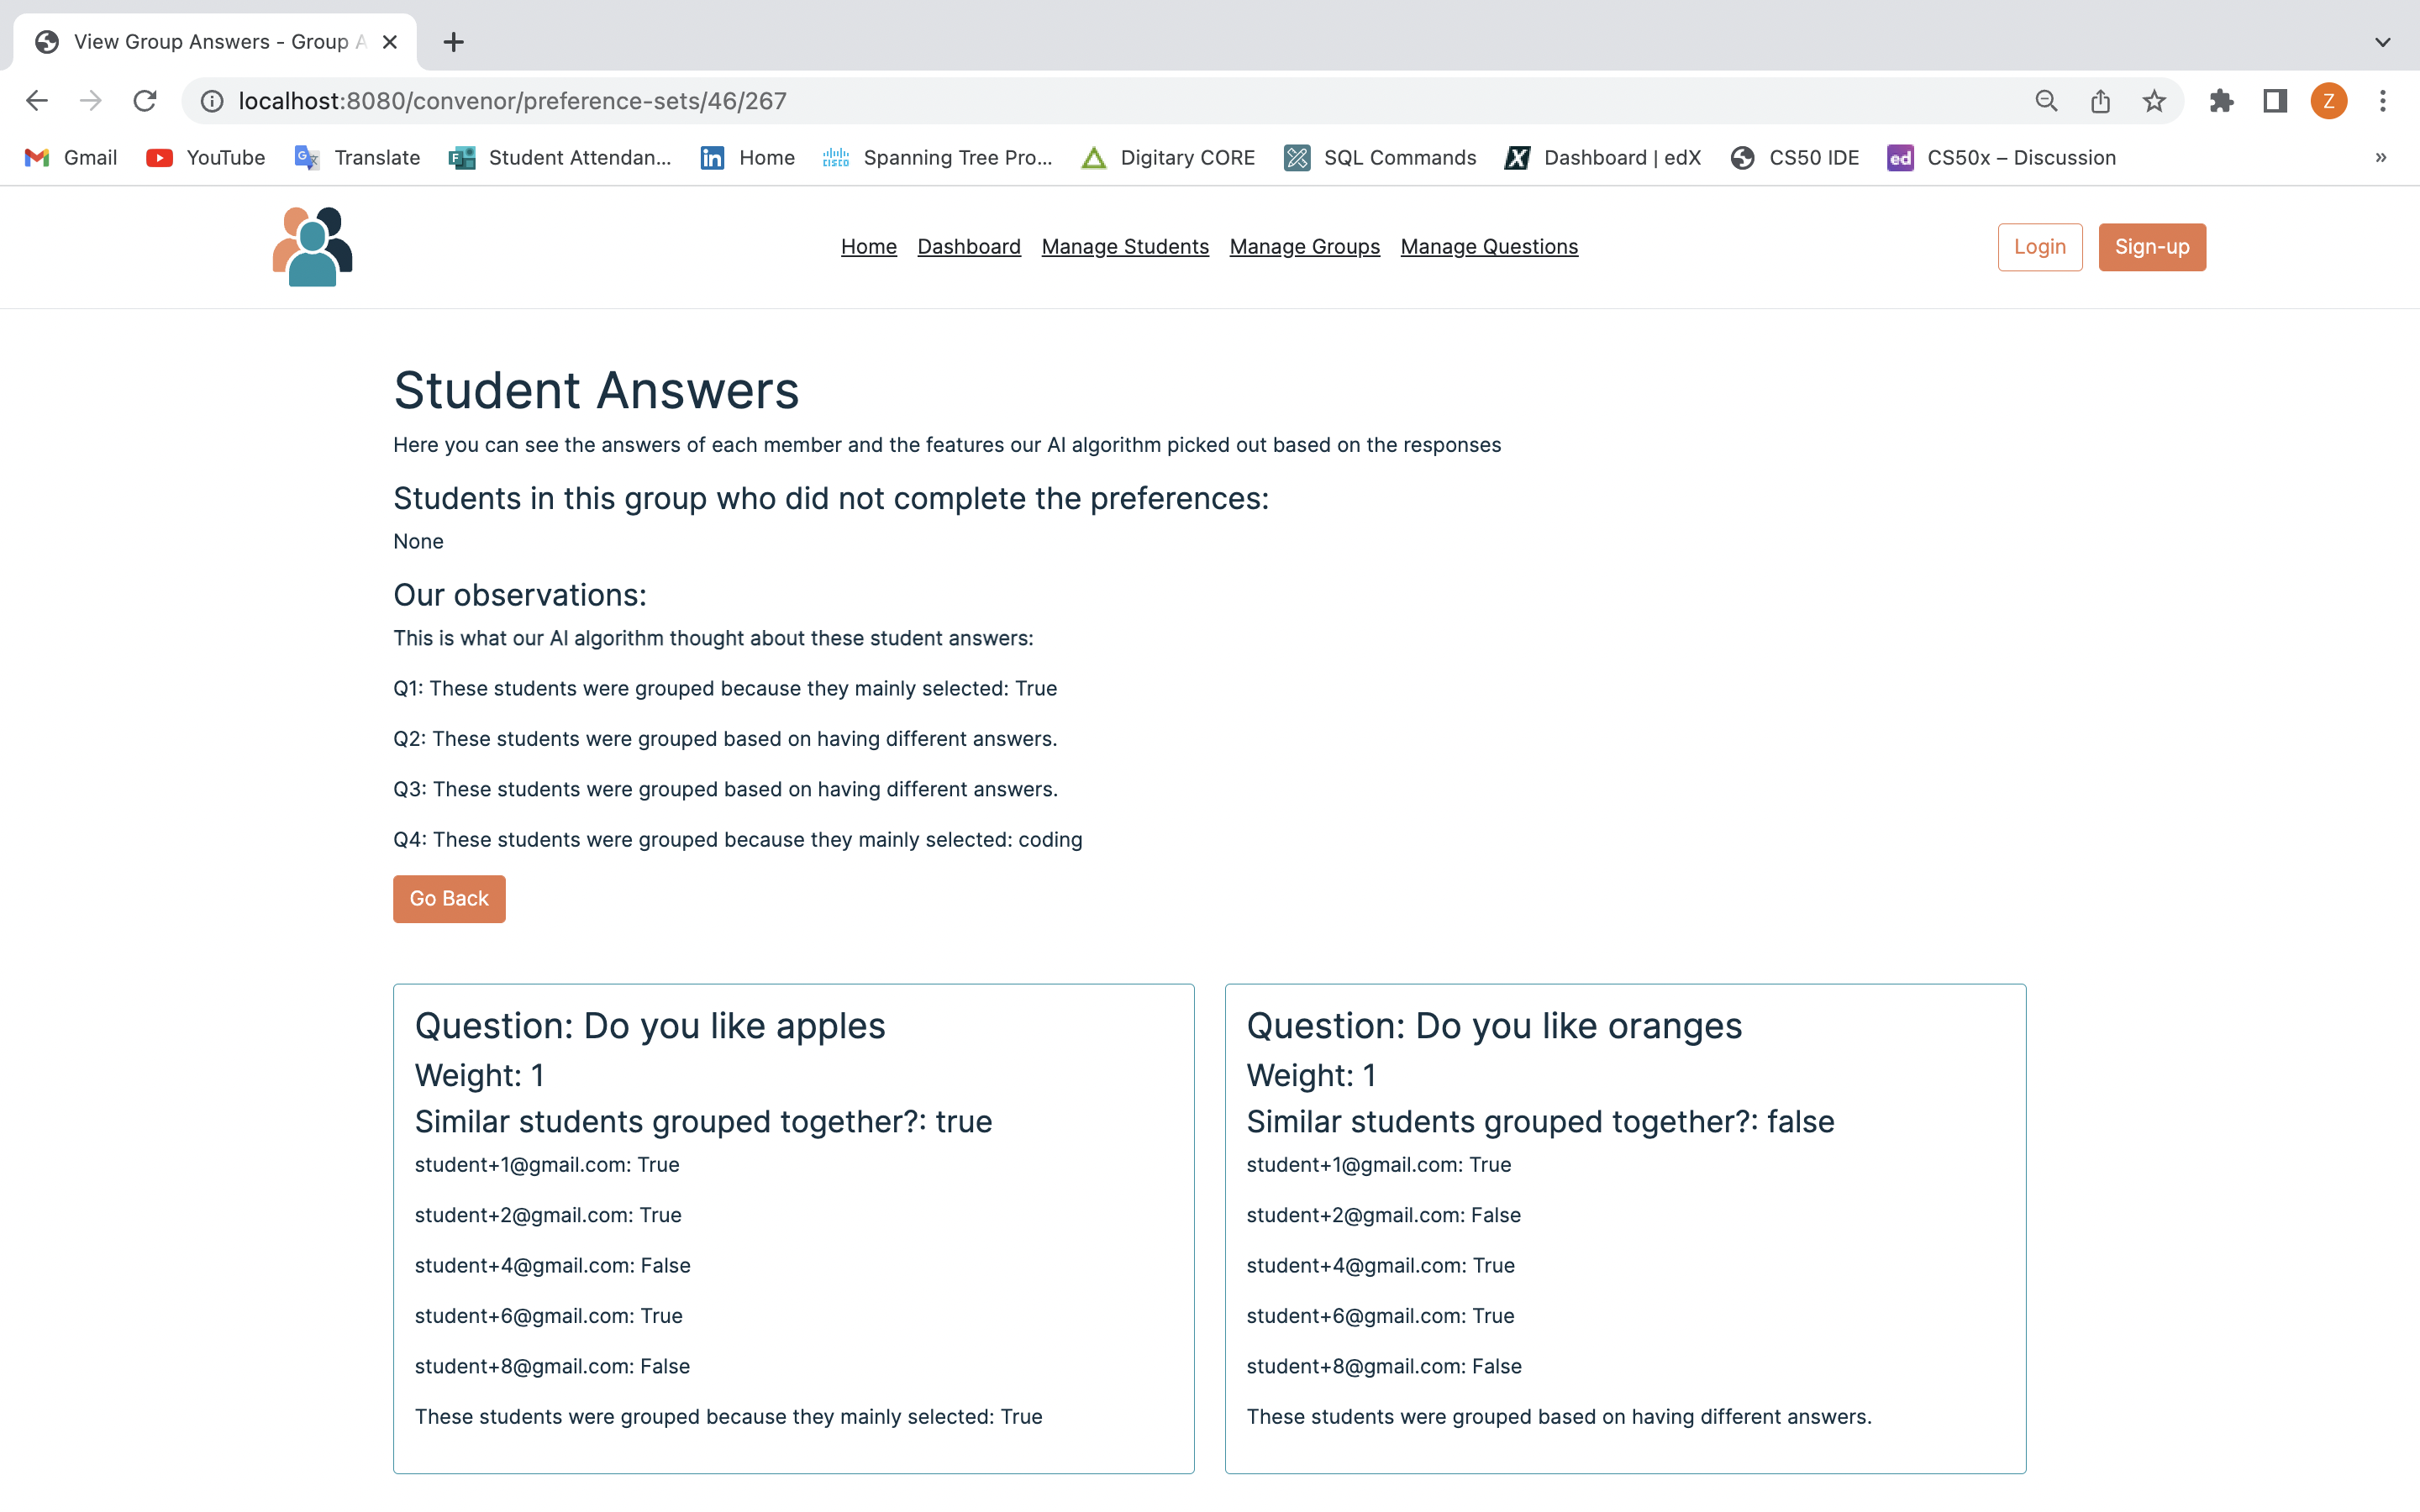 View Group Answers - Group A
localhost:8080/convenor/preference-sets/46/267
Z
Gmail YouTube Translate Student Attendan... Home Spanning Tree Pro... Digitary CORE SQL Commands Dashboard | edX CS50 IDE CS50x – Discussion »
Home Dashboard Manage Students Manage Groups Manage Questions Login Sign-up
Student Answers
Here you can see the answers of each member and the features our AI algorithm picked out based on the responses
Students in this group who did not complete the preferences:
None
Our observations:
This is what our AI algorithm thought about these student answers:
Q1: These students were grouped because they mainly selected: True
Q2: These students were grouped based on having different answers.
Q3: These students were grouped based on having different answers.
Q4: These students were grouped because they mainly selected: coding
Go Back
Question: Do you like apples
Weight: 1
Similar students grouped together?: true
student+1@gmail.com: True
student+2@gmail.com: True
student+4@gmail.com: False
student+6@gmail.com: True
student+8@gmail.com: False
These students were grouped because they mainly selected: True
Question: Do you like oranges
Weight: 1
Similar students grouped together?: false
student+1@gmail.com: True
student+2@gmail.com: False
student+4@gmail.com: True
student+6@gmail.com: True
student+8@gmail.com: False
These students were grouped based on having different answers.